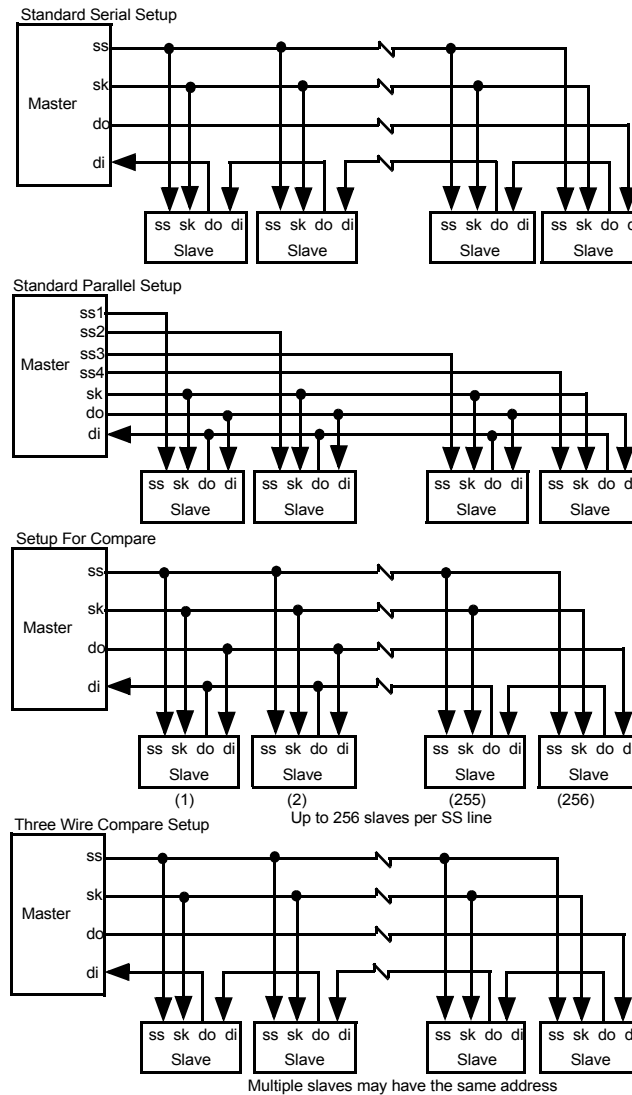 Standard Serial Setup
ss
sk
Master
do
di
ss sk do di ss sk do di ss sk do di ss sk do d
Slave Slave Slave Slave
Standard Parallel Setup
ss1
ss2
ss3
Master
ss4
sk
do
di
ss sk do di ss sk do di ss sk do di ss sk do d
Slave Slave Slave Slave
Setup For Compare
ss
sk
Master
do
di
ss sk do di ss sk do di ss sk do di ss sk do d
Slave Slave Slave Slave
(1) (2) (255) (256)
Up to 256 slaves per SS line
Three Wire Compare Setup
ss
sk
Master
do
di
ss sk do di ss sk do di ss sk do di ss sk do d
Slave Slave Slave Slave
Multiple slaves may have the same address